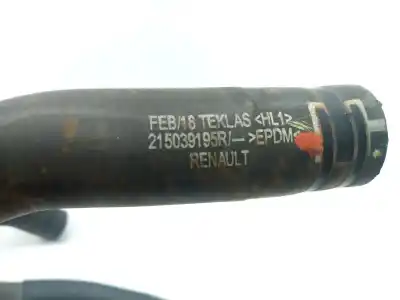 FEB/18 TEKLAS <HL1>
215039195R/-- >EPDM<
RENAULT